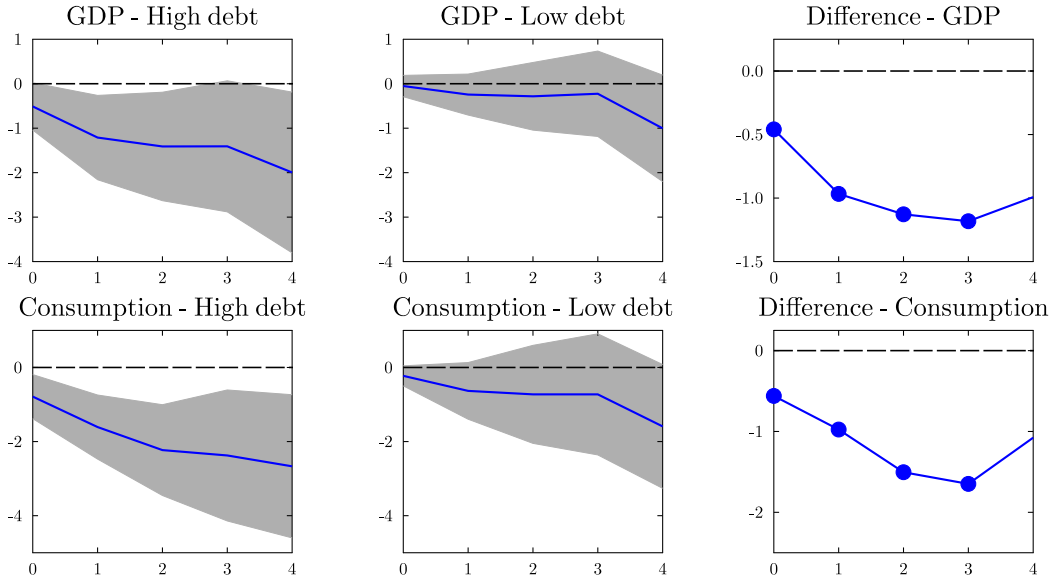 GDP - High debt
1
0
-1
-2
-3
-4
0 1 2 3 4
GDP - Low debt
1
0
-1
-2
-3
-4
0 1 2 3 4
Difference - GDP
0.0
-0.5
-1.0
-1.5
0 1 2 3 4
Consumption - High debt
0
-2
-4
0 1 2 3 4
Consumption - Low debt
0
-2
-4
0 1 2 3 4
Difference - Consumption
0
-1
-2
0 1 2 3 4